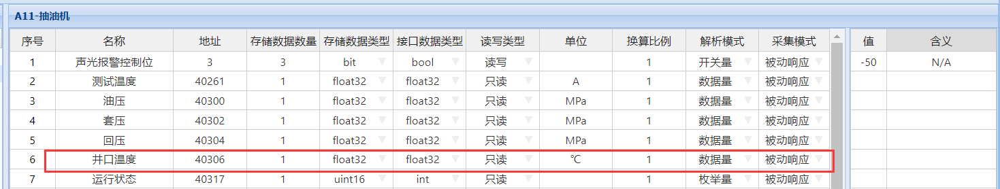 A11-抽油机
序号 名称 地址 存储数据数量 存储数据类型 接口数据类型 读写类型 单位 换算比例 解析模式 采集模式 值 含义
1 声光报警控制位 3 3 bit bool 读写 1 开关量 被动响应 -50 N/A
2 测试温度 40261 1 float32 float32 只读 A 1 数据量 被动响应
3 油压 40300 1 float32 float32 只读 MPa 1 数据量 被动响应
4 套压 40302 1 float32 float32 只读 MPa 1 数据量 被动响应
5 回压 40304 1 float32 float32 只读 MPa 1 数据量 被动响应
6 井口温度 40306 1 float32 float32 只读 ℃ 1 数据量 被动响应
7 运行状态 40317 1 uint16 int 只读 1 枚举量 被动响应